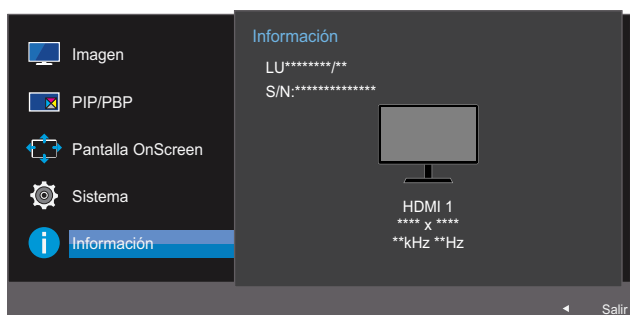 Imagen
PIP/PBP
Pantalla OnScreen
Sistema
Información
Información
LU********/**
S/N:**************
HDMI 1
**** x ****
**kHz **Hz
Salir